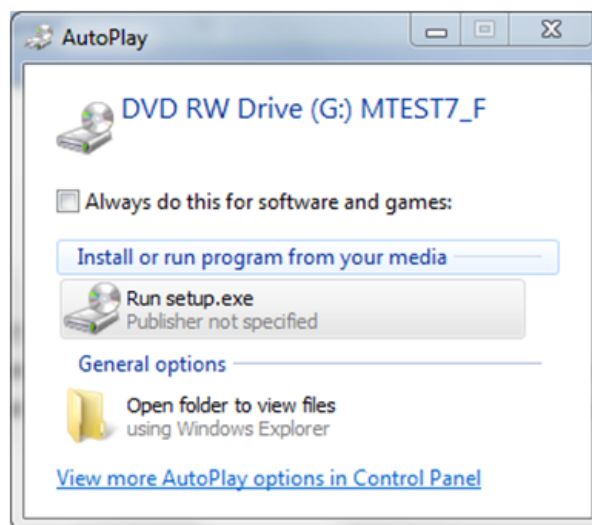 AutoPlay
DVD RW Drive (G:) MTEST7_F
Always do this for software and games:
Install or run program from your media
Run setup.exe
Publisher not specified
General options
Open folder to view files
using Windows Explorer
View more AutoPlay options in Control Panel